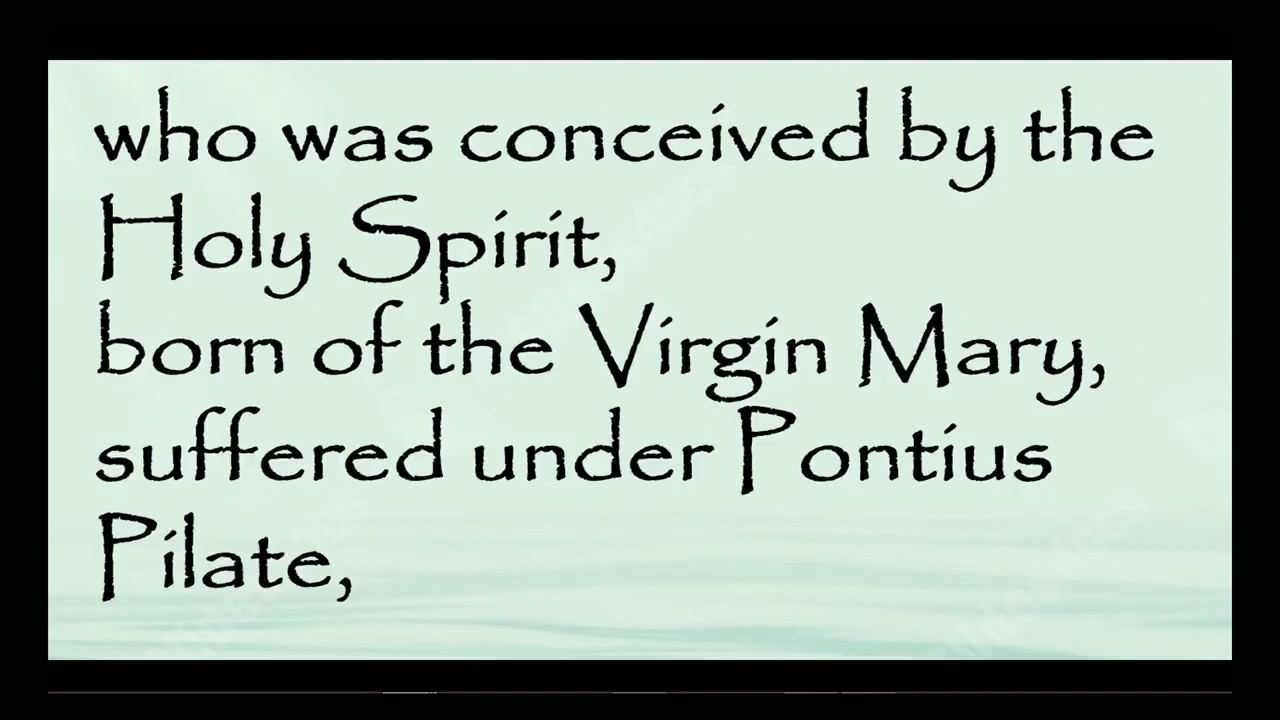 who was conceived by the
Holy Spirit,
born of the Virgin Mary,
suffered under Pontius
Pilate,